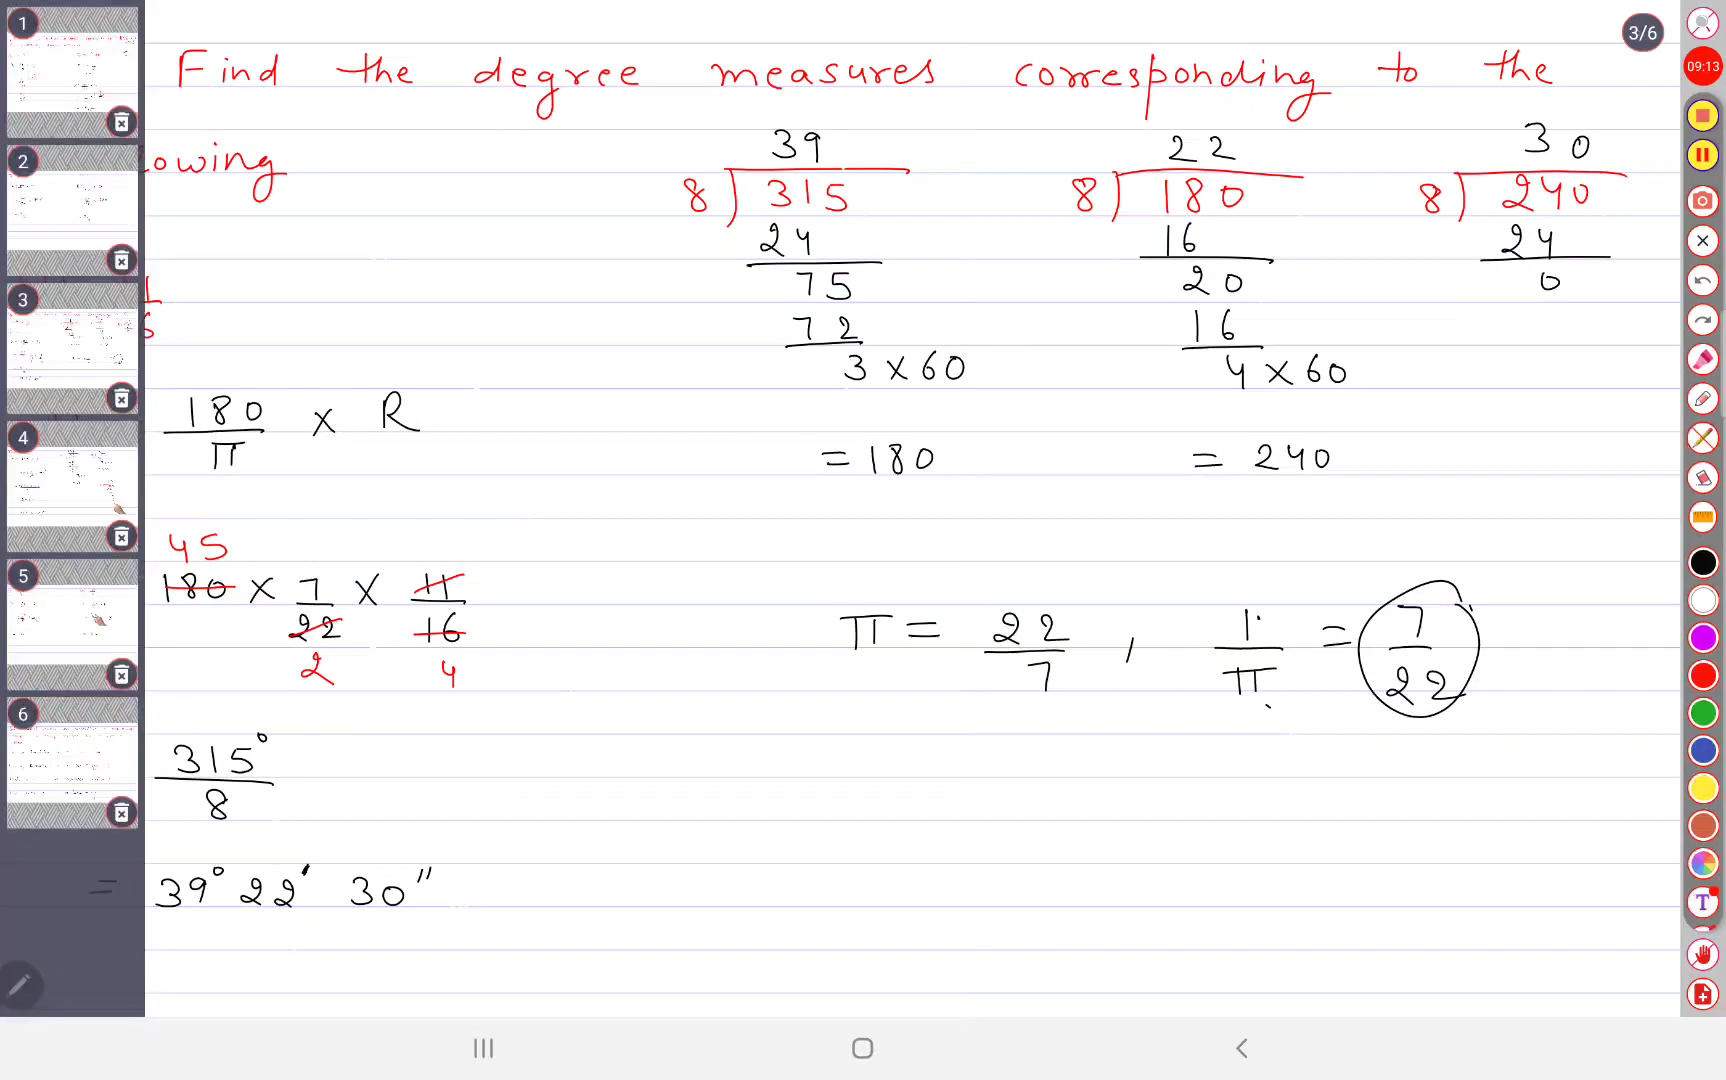 3/6
09:13
Find the degree measures corresponding to the
lowing
39
8 ) 315
24
75
72
3 × 60
= 180
22
8 ) 180
16
20
16
4 × 60
= 240
30
8 ) 240
24
0
1
6
180 × R
π
45
180 × 7 × 11
22 16
2 4
π = 22 , 1 = 7
7 π 22
315°
8
= 39° 22' 30"
1
2
3
4
5
6
T